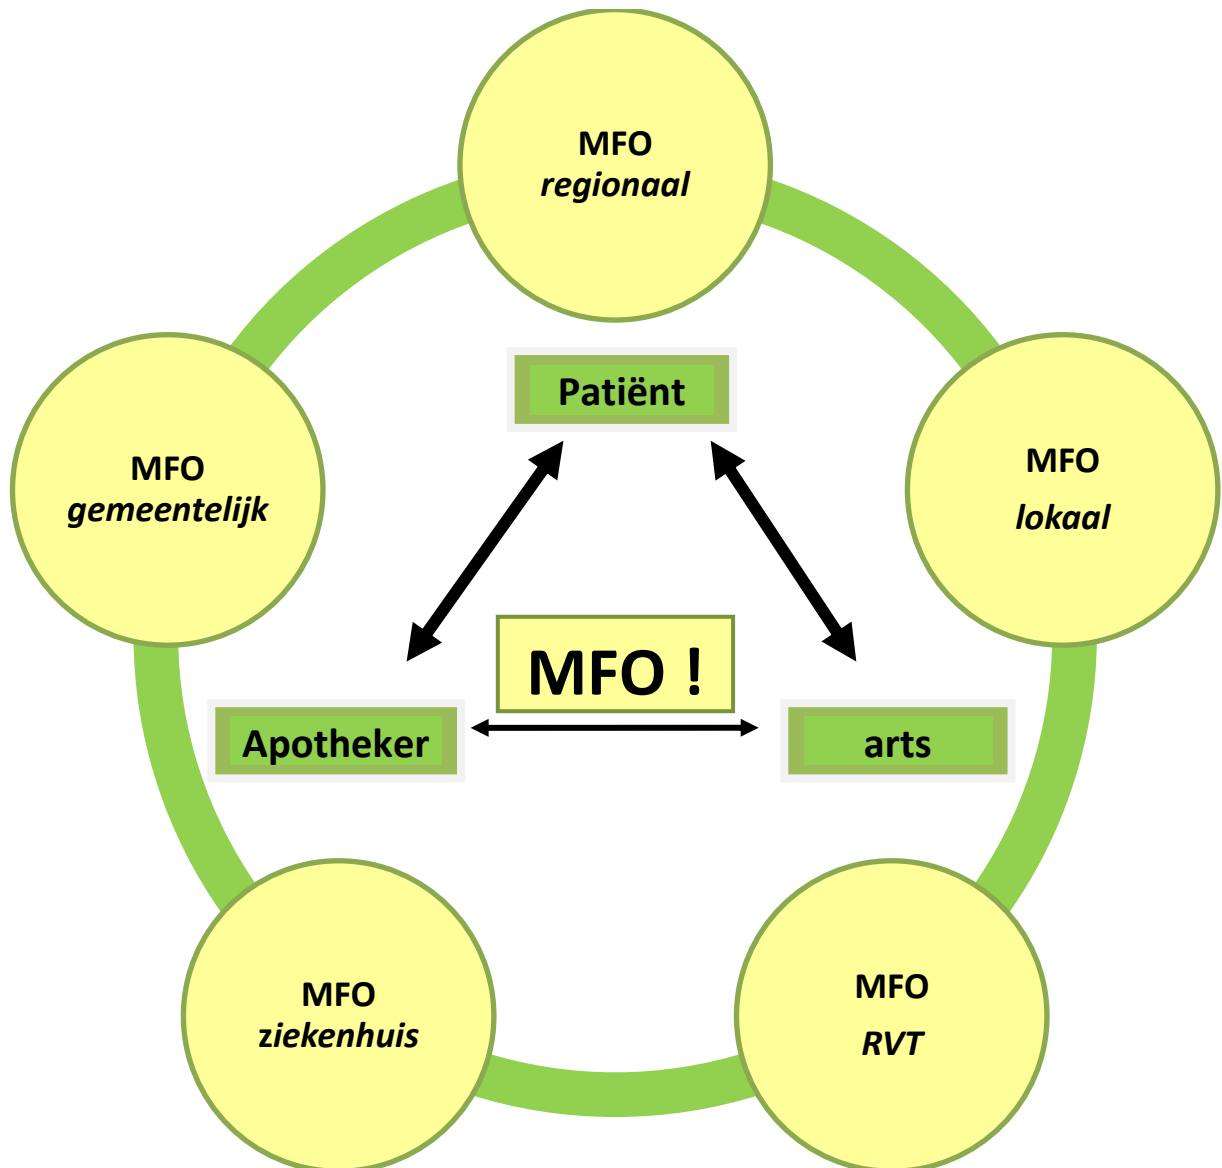 MFO
regionaal
Patiënt
MFO
gemeentelijk
MFO
lokaal
MFO !
Apotheker
arts
MFO
ziekenhuis
MFO
RVT